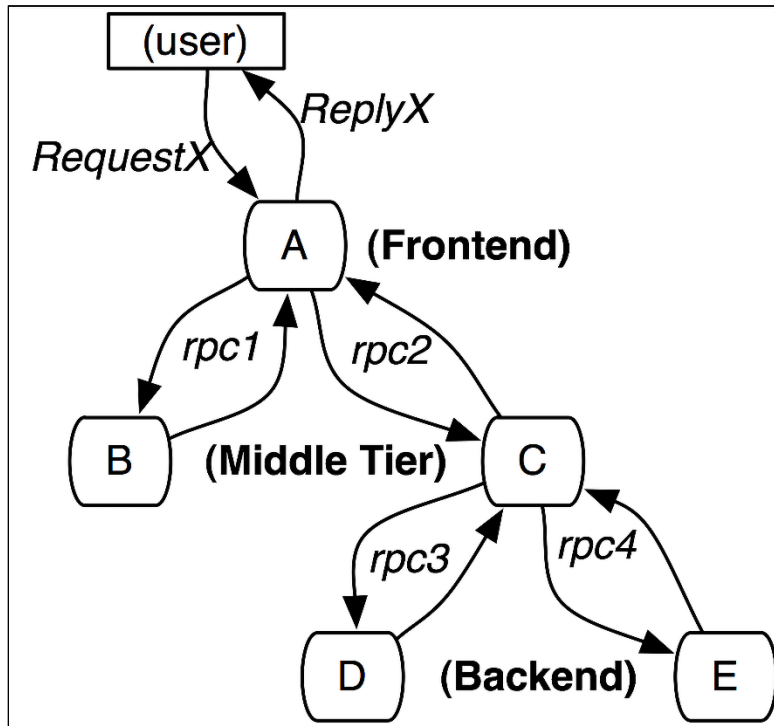 (user)
ReplyX
RequestX
A
(Frontend)
rpc1
rpc2
B
(Middle Tier)
C
rpc3
rpc4
D
(Backend)
E